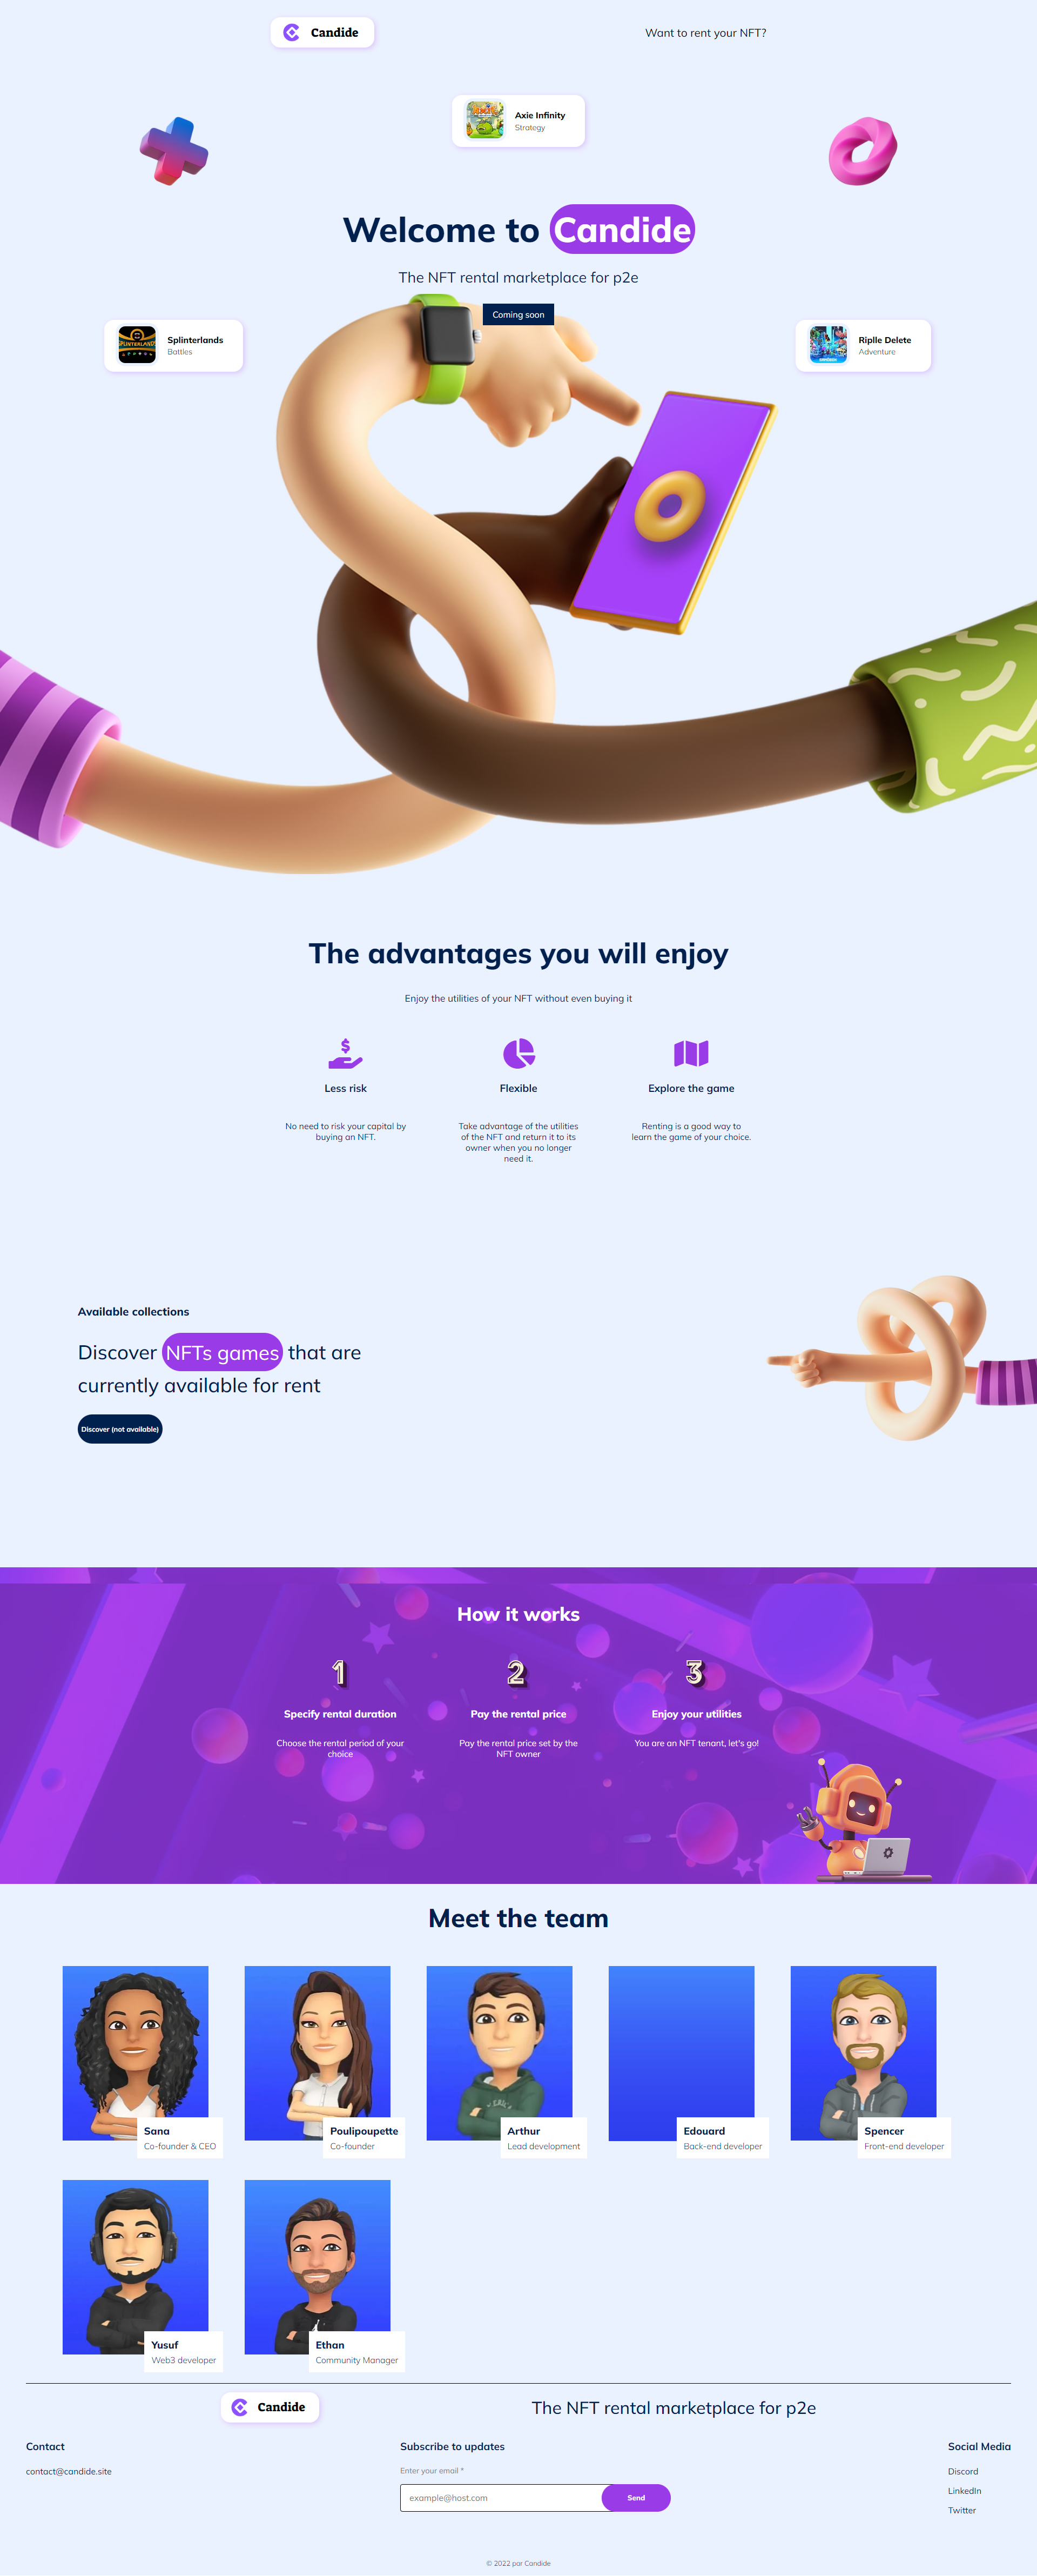 Candide
Want to rent your NFT?
Axie Infinity
Strategy
Welcome to Candide
The NFT rental marketplace for p2e
Coming soon
Splinterlands
Battles
Riplle Delete
Adventure
The advantages you will enjoy
Enjoy the utilities of your NFT without even buying it
Less risk
No need to risk your capital by
buying an NFT.
Flexible
Take advantage of the utilities
of the NFT and return it to its
owner when you no longer
need it.
Explore the game
Renting is a good way to
learn the game of your choice.
Available collections
Discover NFTs games that are
currently available for rent
Discover (not available)
How it works
1
Specify rental duration
Choose the rental period of your
choice
2
Pay the rental price
Pay the rental price set by the
NFT owner
3
Enjoy your utilities
You are an NFT tenant, let's go!
Meet the team
Sana
Co-founder & CEO
Poulipoupette
Co-founder
Arthur
Lead development
Edouard
Back-end developer
Spencer
Front-end developer
Yusuf
Web3 developer
Ethan
Community Manager
Candide
The NFT rental marketplace for p2e
Contact
contact@candide.site
Subscribe to updates
Enter your email *
example@host.com
Send
Social Media
Discord
LinkedIn
Twitter
© 2022 par Candide